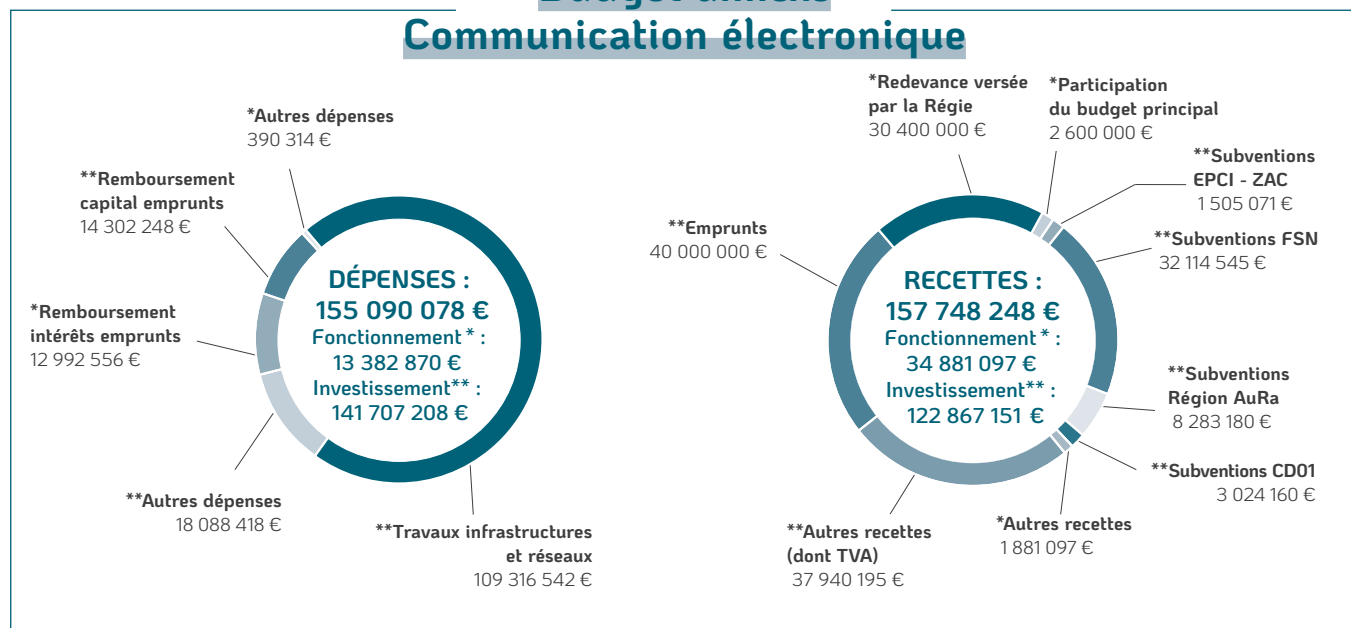 Budget annexe
Communication électronique
*Autres dépenses
390 314 €
**Remboursement
capital emprunts
14 302 248 €
*Remboursement
intérêts emprunts
12 992 556 €
**Autres dépenses
18 088 418 €
**Travaux infrastructures
et réseaux
109 316 542 €
DÉPENSES :
155 090 078 €
Fonctionnement * :
13 382 870 €
Investissement** :
141 707 208 €
*Redevance versée
par la Régie
30 400 000 €
*Participation
du budget principal
2 600 000 €
**Subventions
EPCI - ZAC
1 505 071 €
**Subventions FSN
32 114 545 €
**Emprunts
40 000 000 €
RECETTES :
157 748 248 €
Fonctionnement * :
34 881 097 €
Investissement** :
122 867 151 €
**Subventions
Région AuRa
8 283 180 €
**Subventions CD01
3 024 160 €
*Autres recettes
1 881 097 €
**Autres recettes
(dont TVA)
37 940 195 €